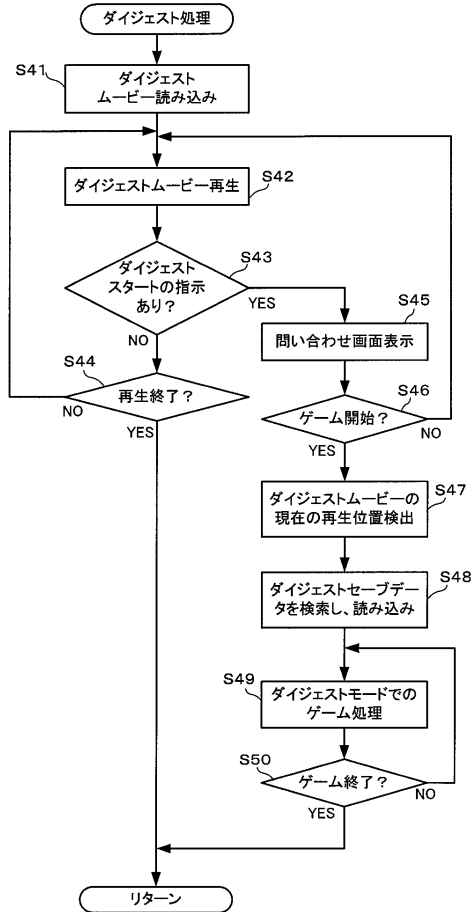 ダイジェスト処理
S41
ダイジェスト
ムービー読み込み
ダイジェストムービー再生
S42
ダイジェスト
スタートの指示
あり？
S43
YES
NO
S45
問い合わせ画面表示
S44
再生終了？
NO
YES
S46
ゲーム開始？
NO
YES
S47
ダイジェストムービーの
現在の再生位置検出
S48
ダイジェストセーブデー
タを検索し、読み込み
S49
ダイジェストモードでの
ゲーム処理
S50
ゲーム終了？
NO
YES
リターン